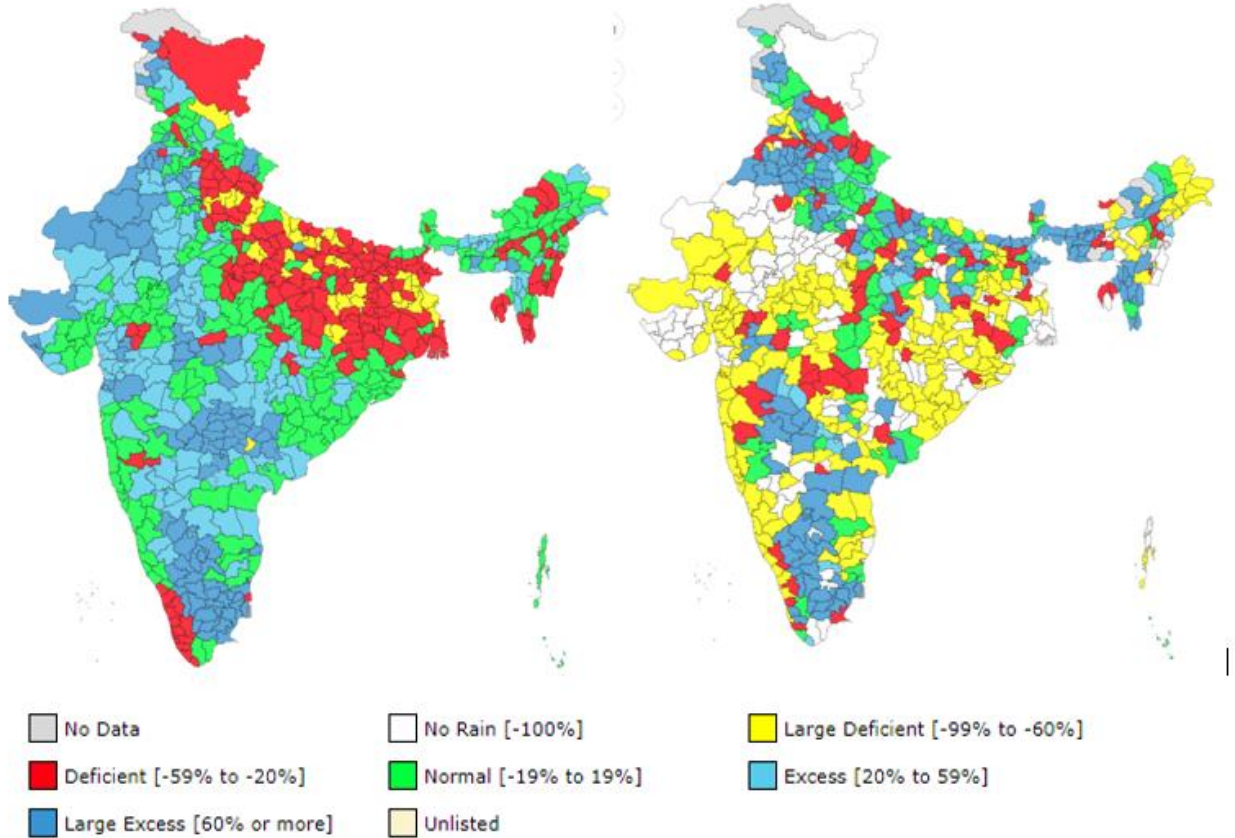 No Data
No Rain [-100%]
Large Deficient [-99% to -60%]
Deficient [-59% to -20%]
Normal [-19% to 19%]
Excess [20% to 59%]
Large Excess [60% or more]
Unlisted